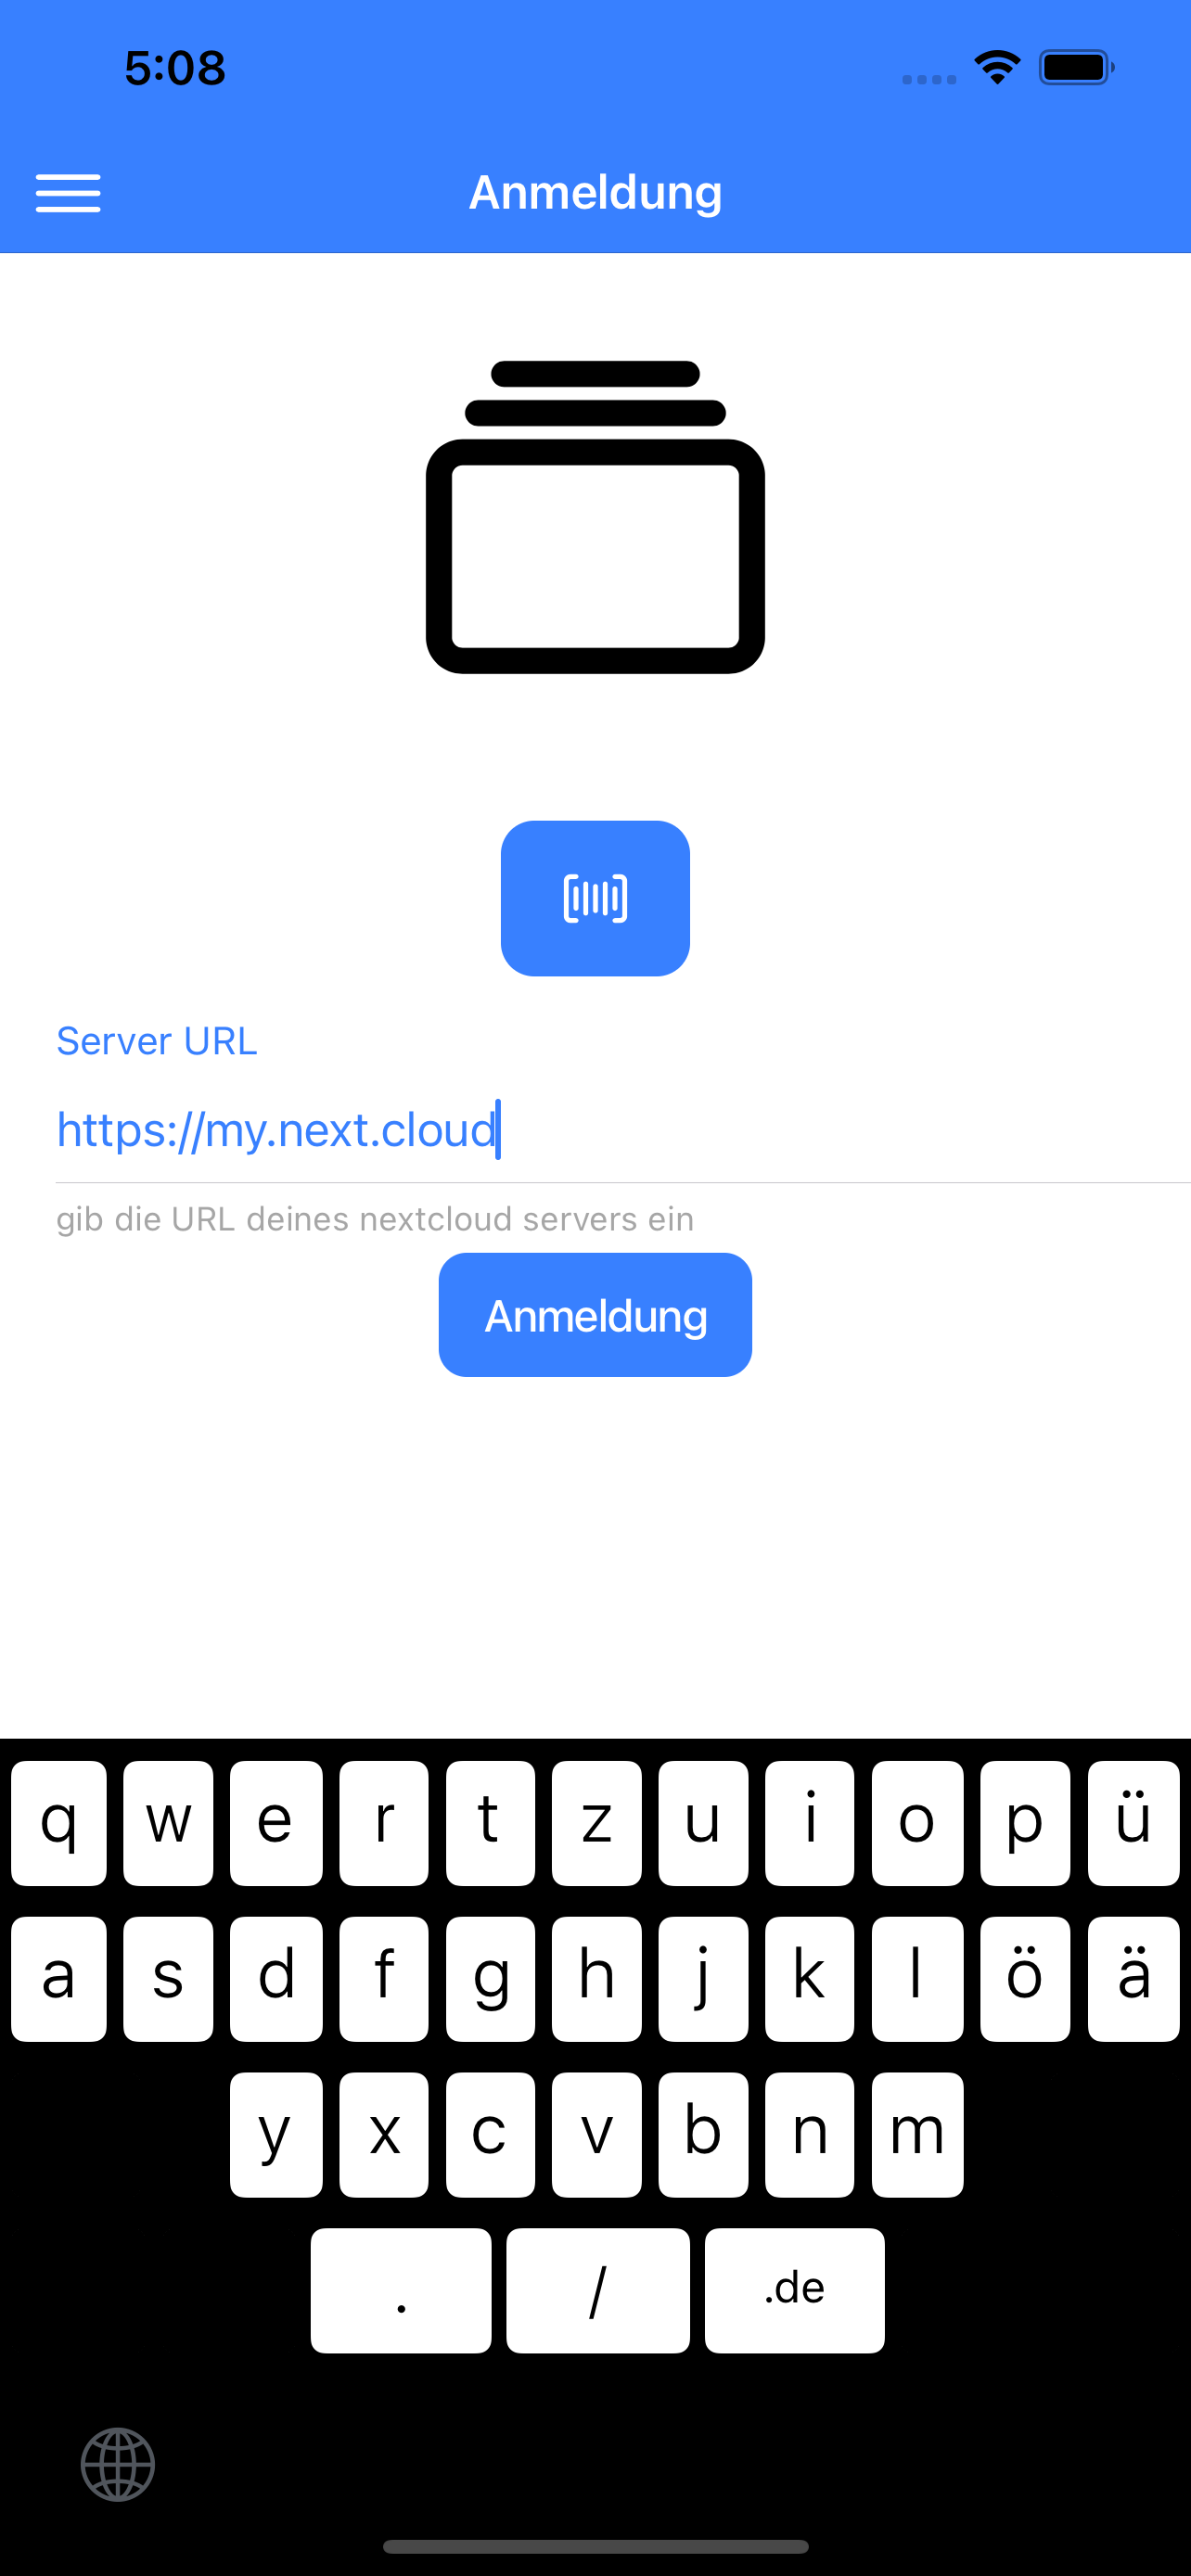 5:08
Anmeldung
Server URL
https://my.next.cloud
gib die URL deines nextcloud servers ein
Anmeldung
q w e r t z u i o p ü
a s d f g h j k l ö ä
y x c v b n m
. / .de